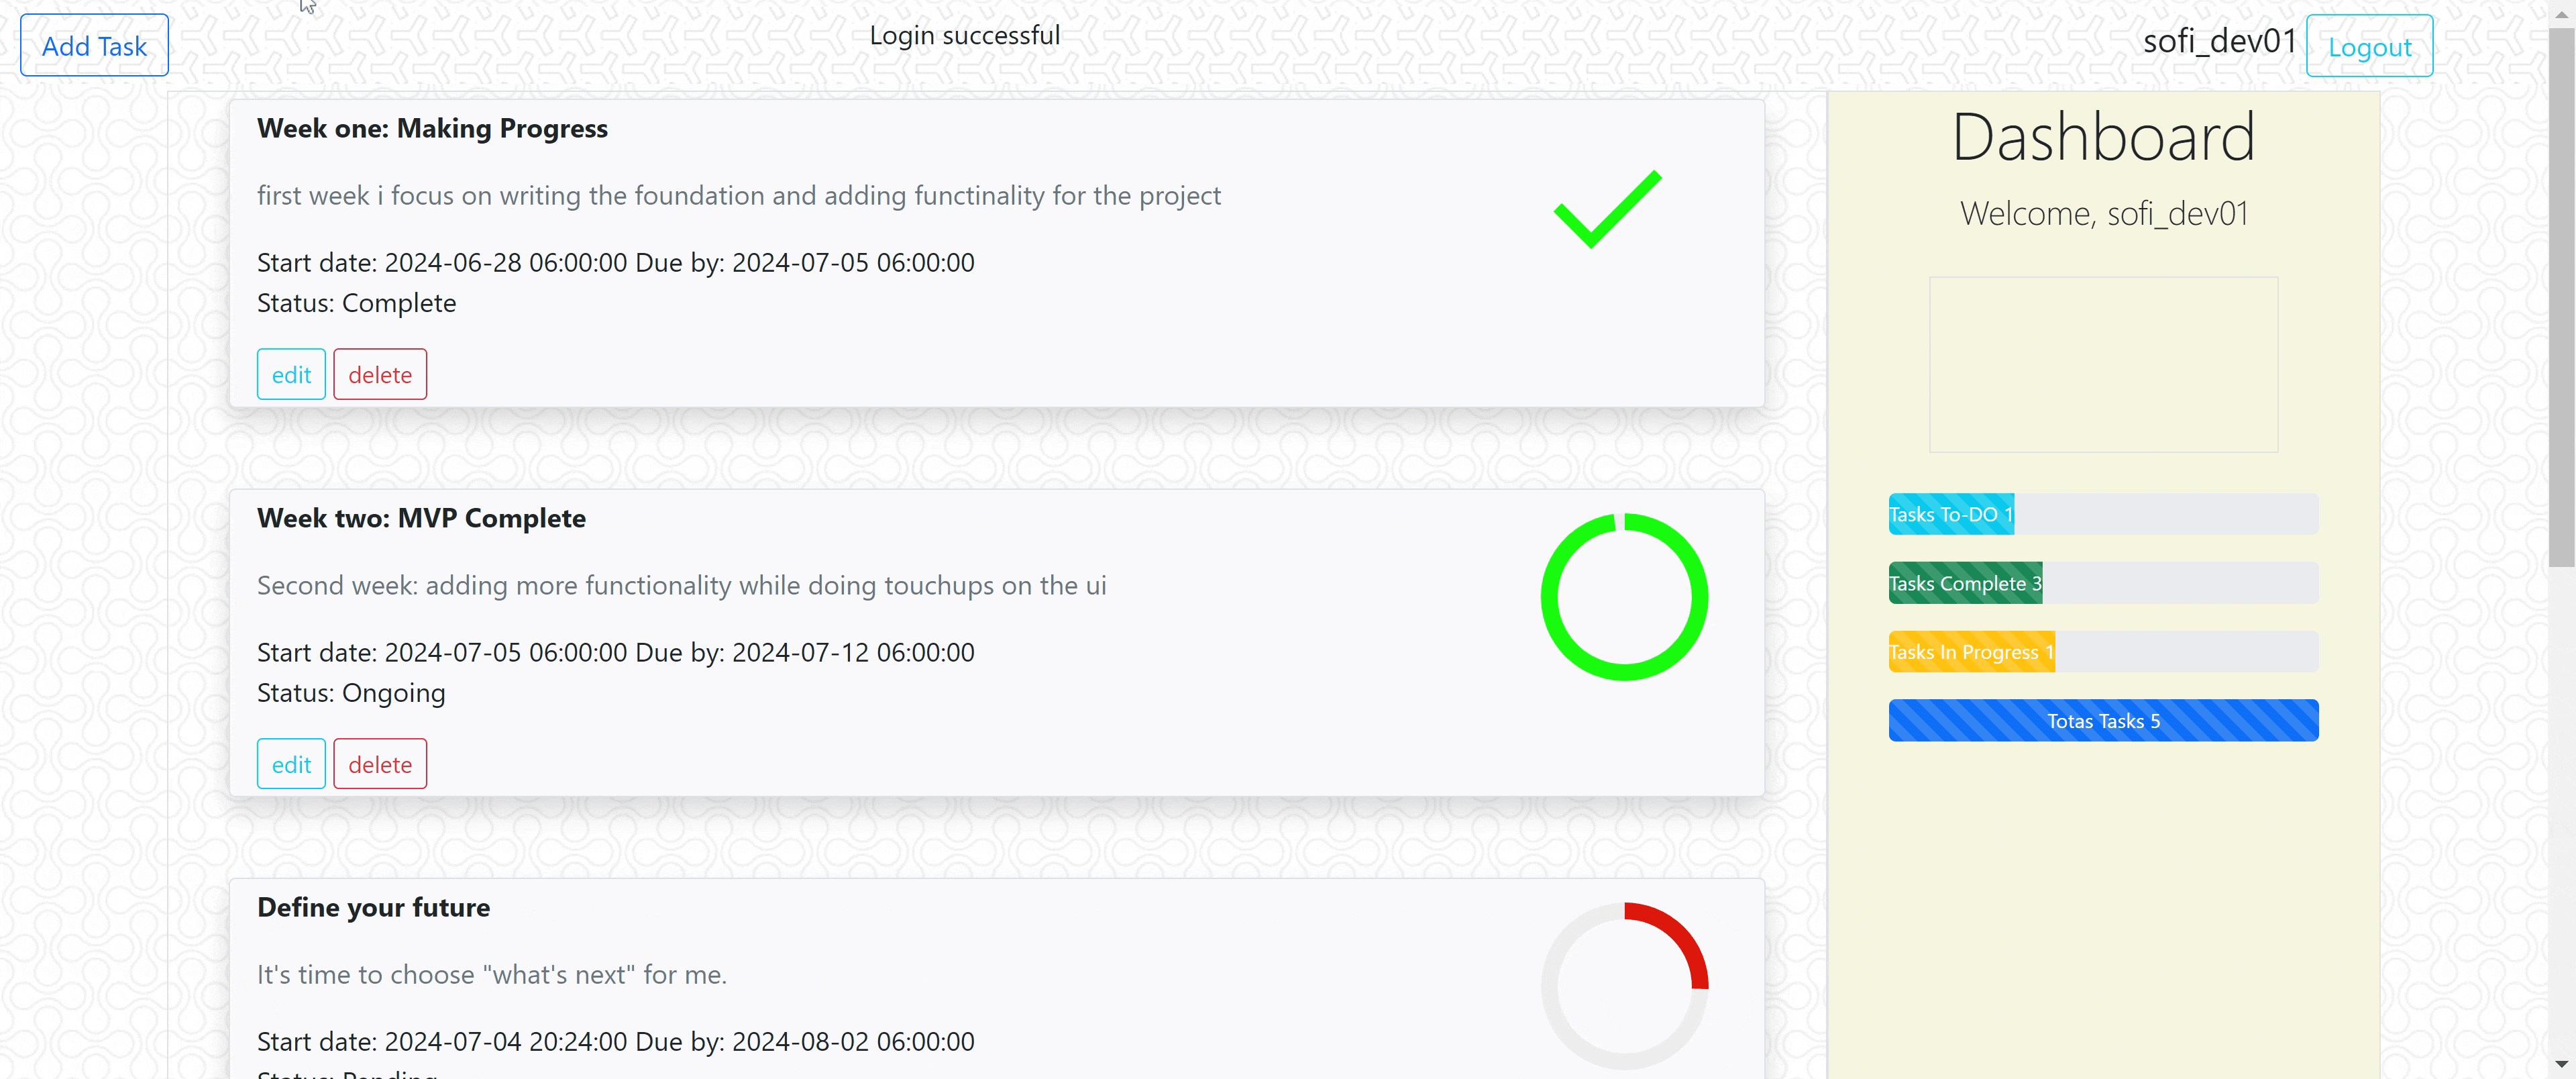 Add Task
Login successful
sofi_dev01
Logout
Week one: Making Progress
first week i focus on writing the foundation and adding functinality for the project
Start date: 2024-06-28 06:00:00 Due by: 2024-07-05 06:00:00
Status: Complete
edit delete
Week two: MVP Complete
Second week: adding more functionality while doing touchups on the ui
Start date: 2024-07-05 06:00:00 Due by: 2024-07-12 06:00:00
Status: Ongoing
edit delete
Define your future
It's time to choose "what's next" for me.
Start date: 2024-07-04 20:24:00 Due by: 2024-08-02 06:00:00
Status: Pending
Dashboard
Welcome, sofi_dev01
Tasks To-DO 1
Tasks Complete 3
Tasks In Progress 1
Totas Tasks 5